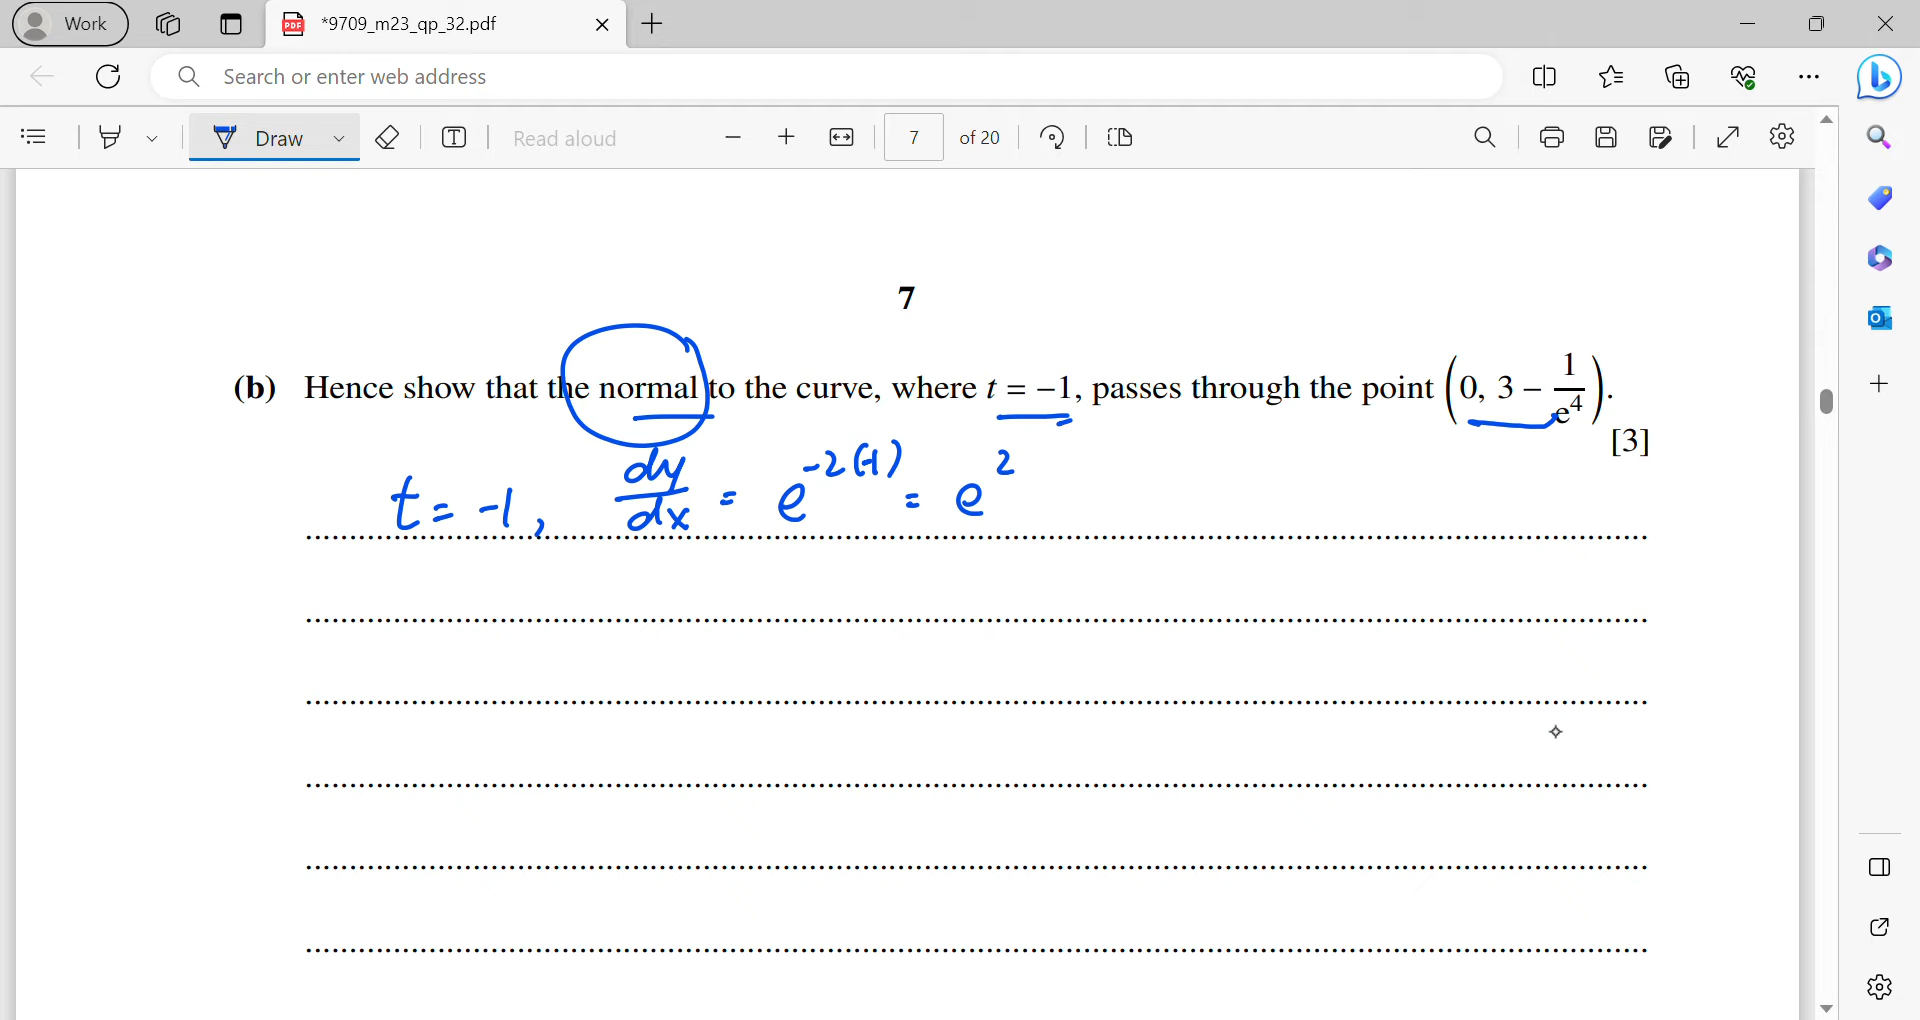 Work
*9709_m23_qp_32.pdf
Search or enter web address
Draw
Read aloud
7
of 20
7
(b) Hence show that the normal to the curve, where t = −1, passes through the point (0, 3 − 1/e⁴).
[3]
t = -1, dy/dx = e^{-2(-1)} = e^2